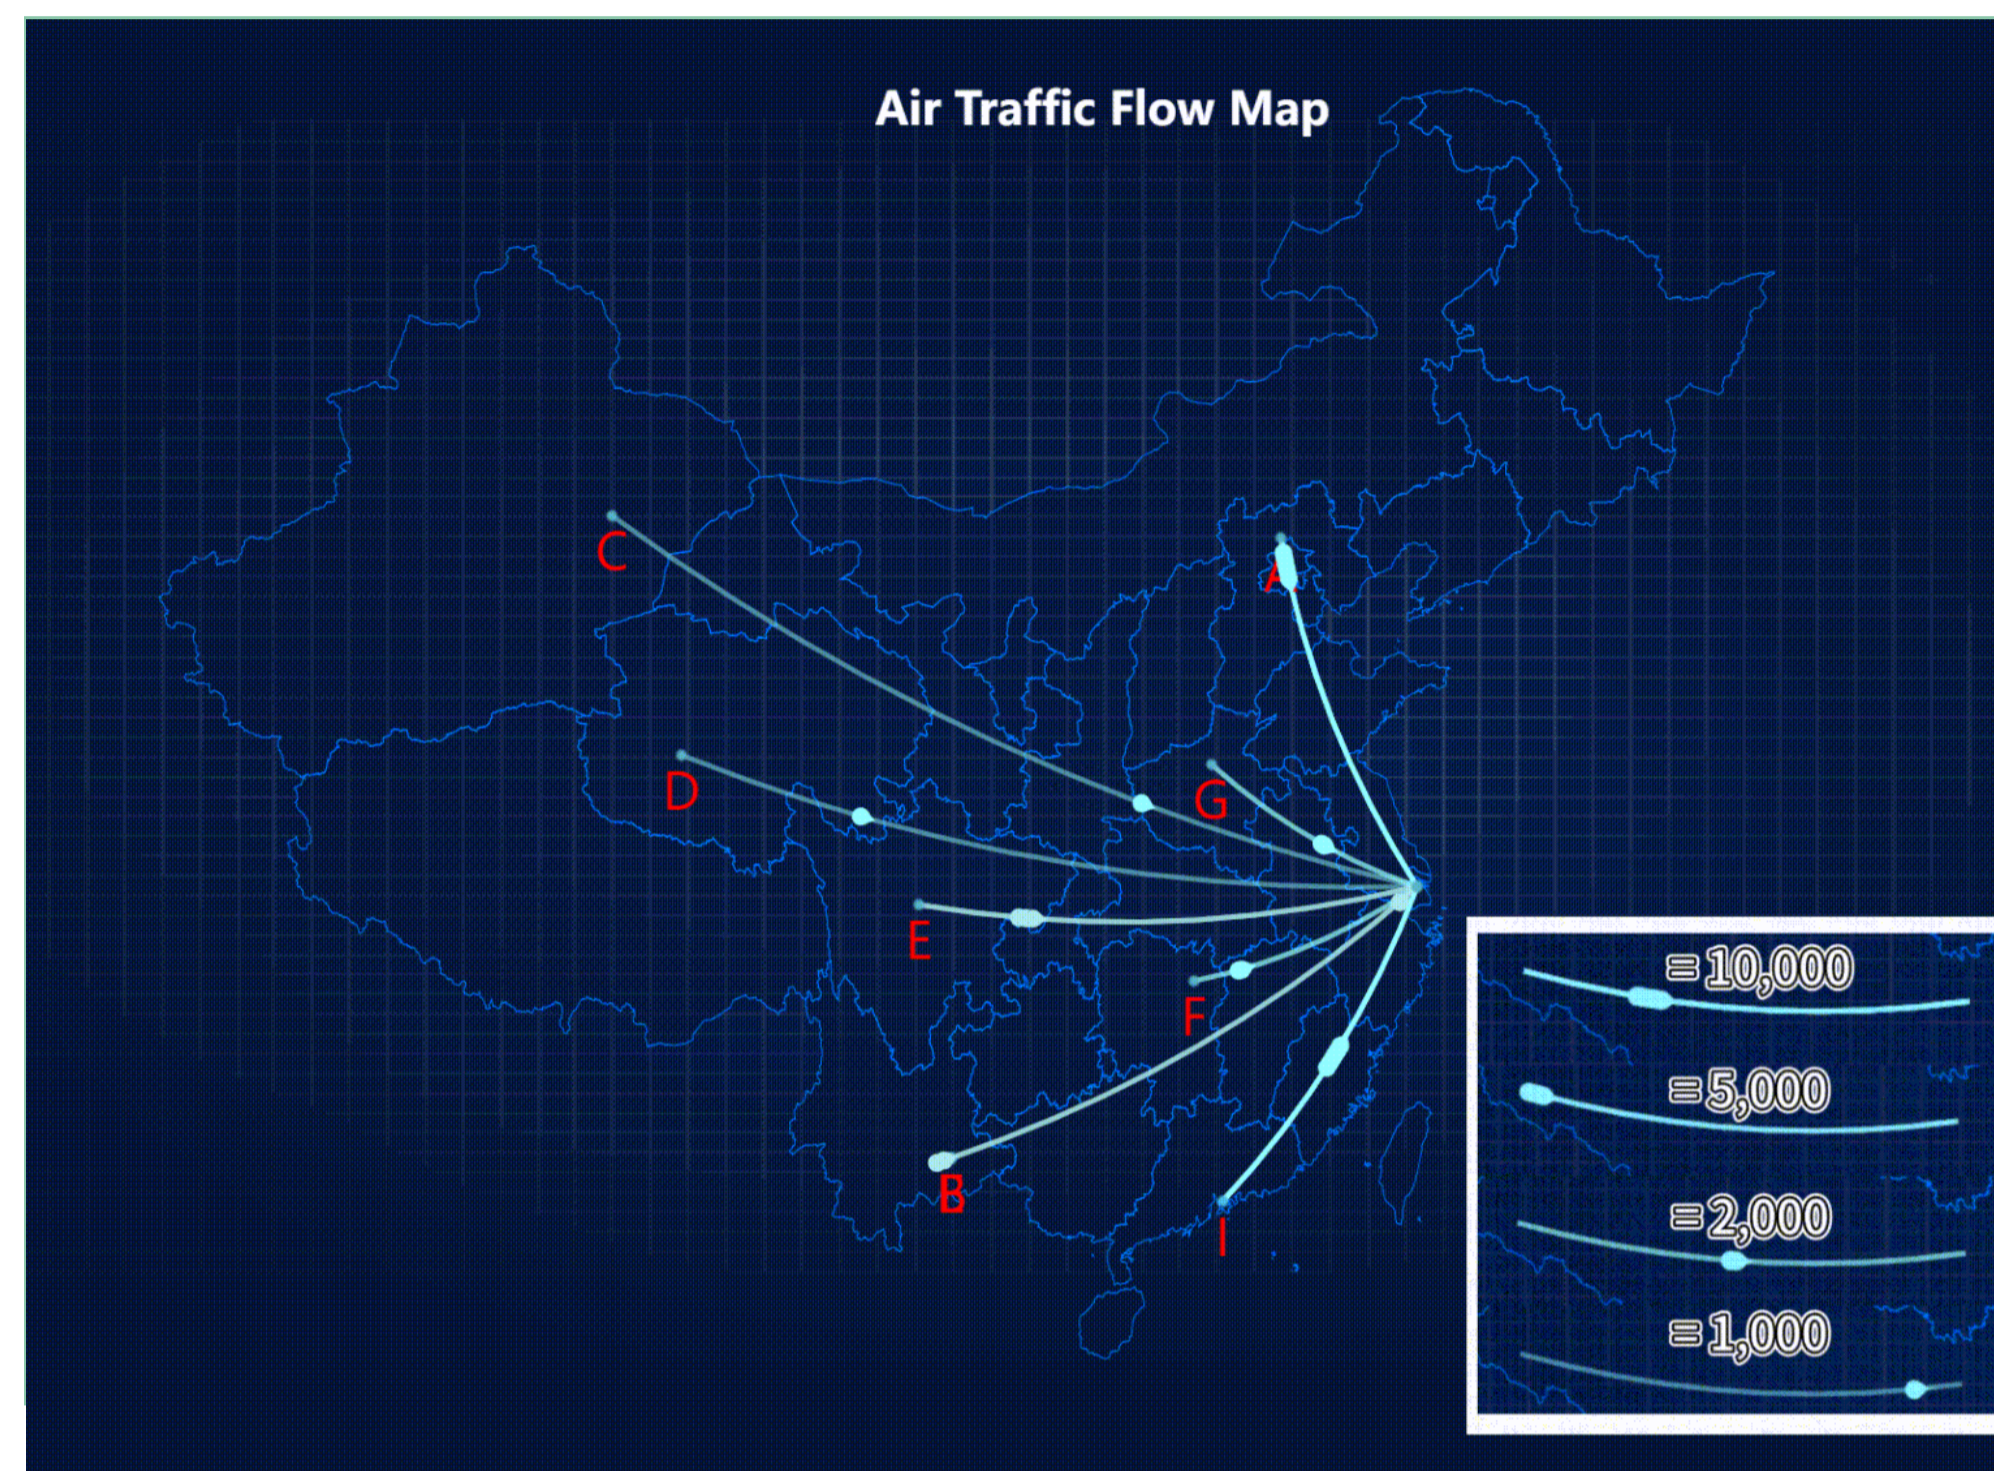 Air Traffic Flow Map
C
A
D
G
E
F
B
I
= 10,000
= 5,000
= 2,000
= 1,000